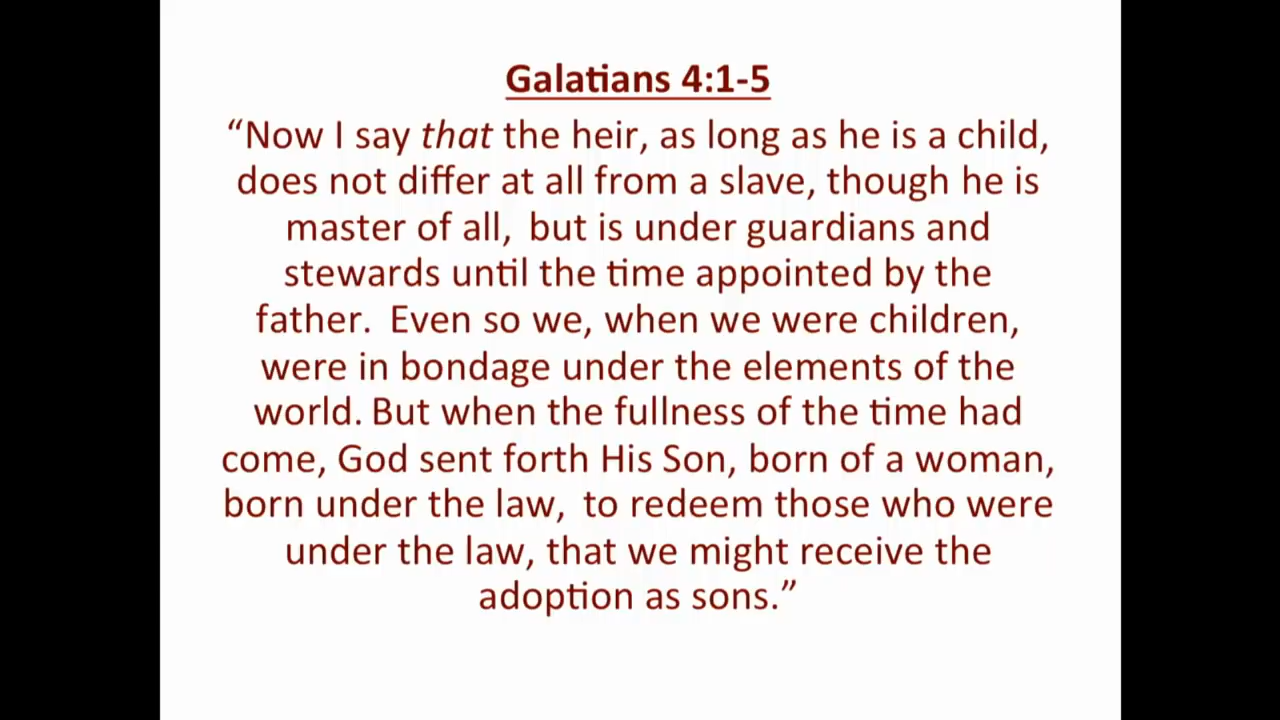 Galatians 4:1-5
“Now I say that the heir, as long as he is a child,
does not differ at all from a slave, though he is
master of all,  but is under guardians and
stewards until the time appointed by the
father.  Even so we, when we were children,
were in bondage under the elements of the
world. But when the fullness of the time had
come, God sent forth His Son, born of a woman,
born under the law,  to redeem those who were
under the law, that we might receive the
adoption as sons.”